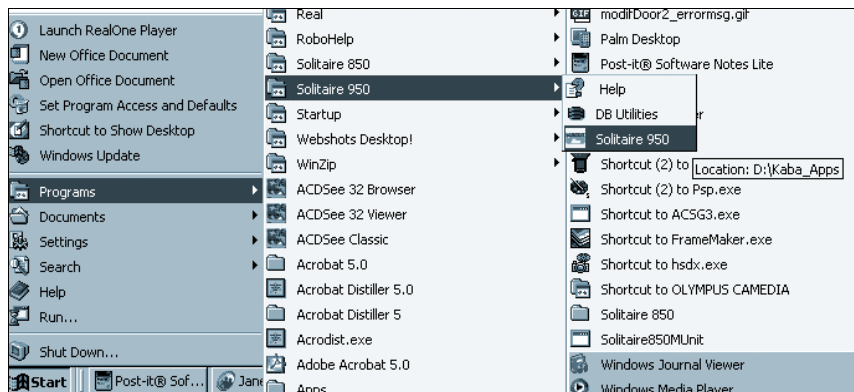 Launch RealOne Player
New Office Document
Open Office Document
Set Program Access and Defaults
Shortcut to Show Desktop
Windows Update
Programs
Documents
Settings
Search
Help
Run...
Shut Down...
Start
Post-it® Sof...
Jane
Real
RoboHelp
Solitaire 850
Solitaire 950
Startup
Webshots Desktop!
WinZip
ACDSee 32 Browser
ACDSee 32 Viewer
ACDSee Classic
Acrobat 5.0
Acrobat Distiller 5.0
Acrobat Distiller 5
Acrodist.exe
Adobe Acrobat 5.0
Apps
modifDoor2_errormsg.gif
Palm Desktop
Post-it® Software Notes Lite
Help
DB Utilities
Solitaire 950
Shortcut (2) to
Location: D:\Kaba_Apps
Shortcut (2) to Psp.exe
Shortcut to ACSG3.exe
Shortcut to FrameMaker.exe
Shortcut to hsdx.exe
Shortcut to OLYMPUS CAMEDIA
Solitaire 850
Solitaire850MUnit
Windows Journal Viewer
Windows Media Player